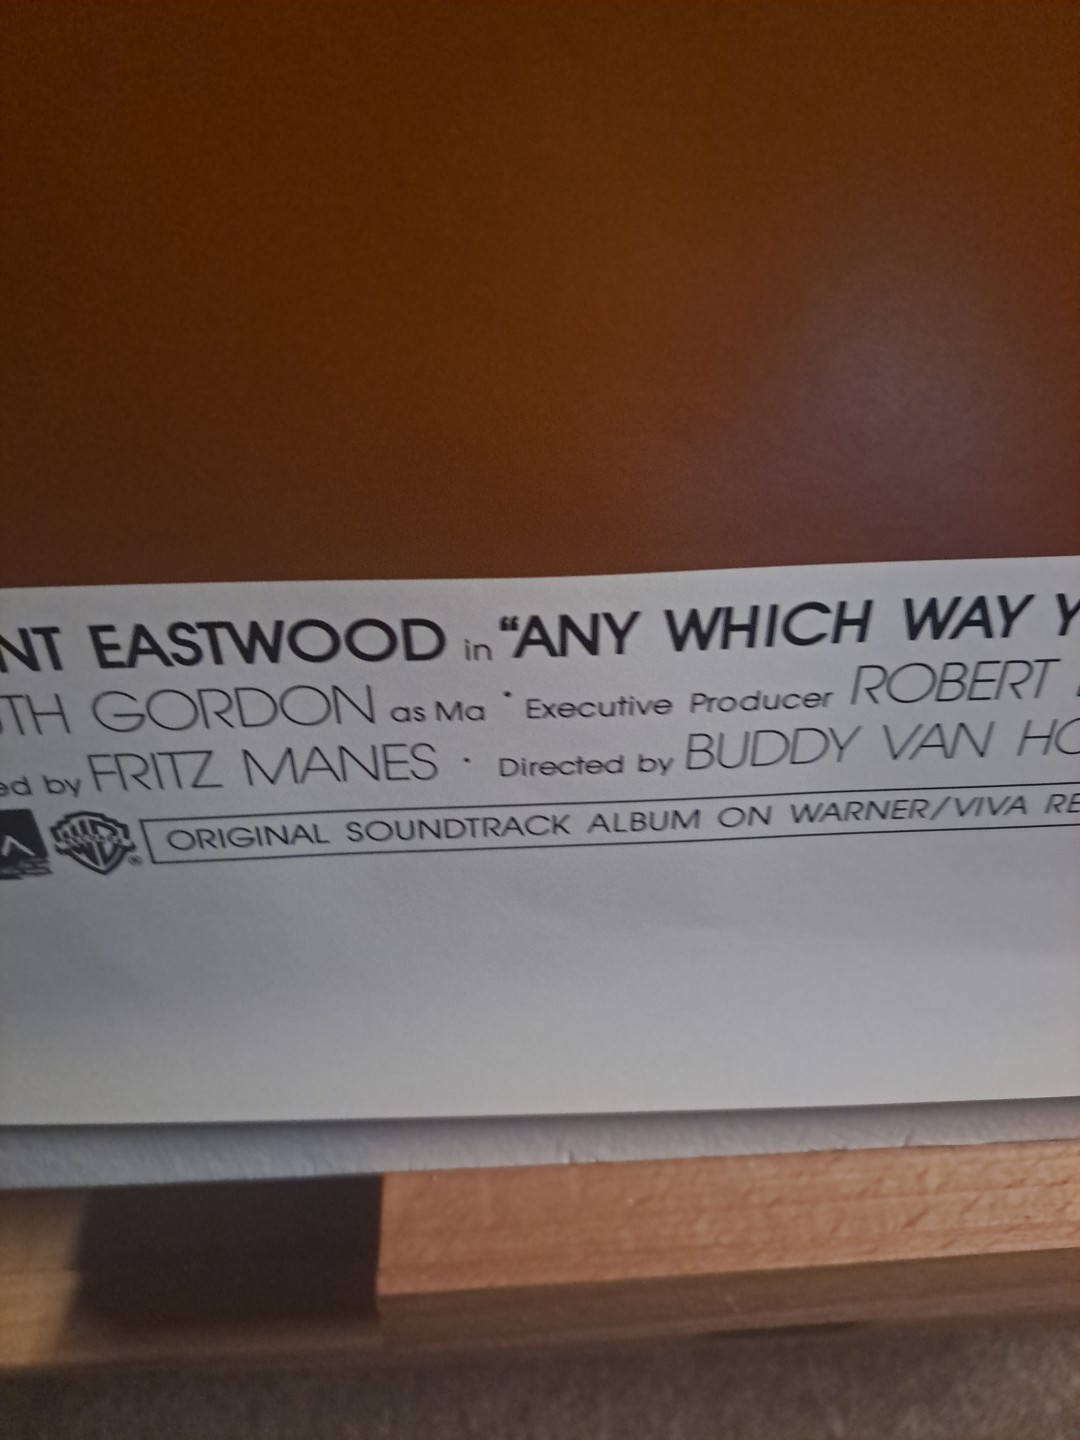 NT EASTWOOD in "ANY WHICH WAY Y
TH GORDON as Ma · Executive Producer ROBERT
ed by FRITZ MANES · Directed by BUDDY VAN HO
ORIGINAL SOUNDTRACK ALBUM ON WARNER/VIVA RE